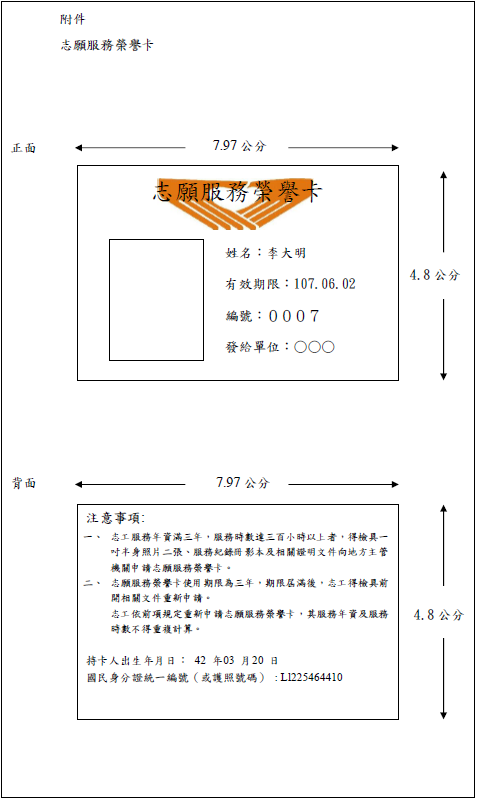 附件
志願服務榮譽卡
正面
7.97 公分
志願服務榮譽卡
姓名：李大明
有效期限：107.06.02
編號：０００７
發給單位：○○○
4.8 公分
背面
7.97 公分
注意事項:
一、 志工服務年資滿三年，服務時數達三百小時以上者，得檢具一
吋半身照片二張、服務紀錄冊影本及相關證明文件向地方主管
機關申請志願服務榮譽卡。
二、 志願服務榮譽卡使用期限為三年，期限屆滿後，志工得檢具前
開相關文件重新申請。
志工依前項規定重新申請志願服務榮譽卡，其服務年資及服務
時數不得重複計算。
持卡人出生年月日： 42 年03 月20 日
國民身分證統一編號（或護照號碼）：L1225464410
4.8 公分